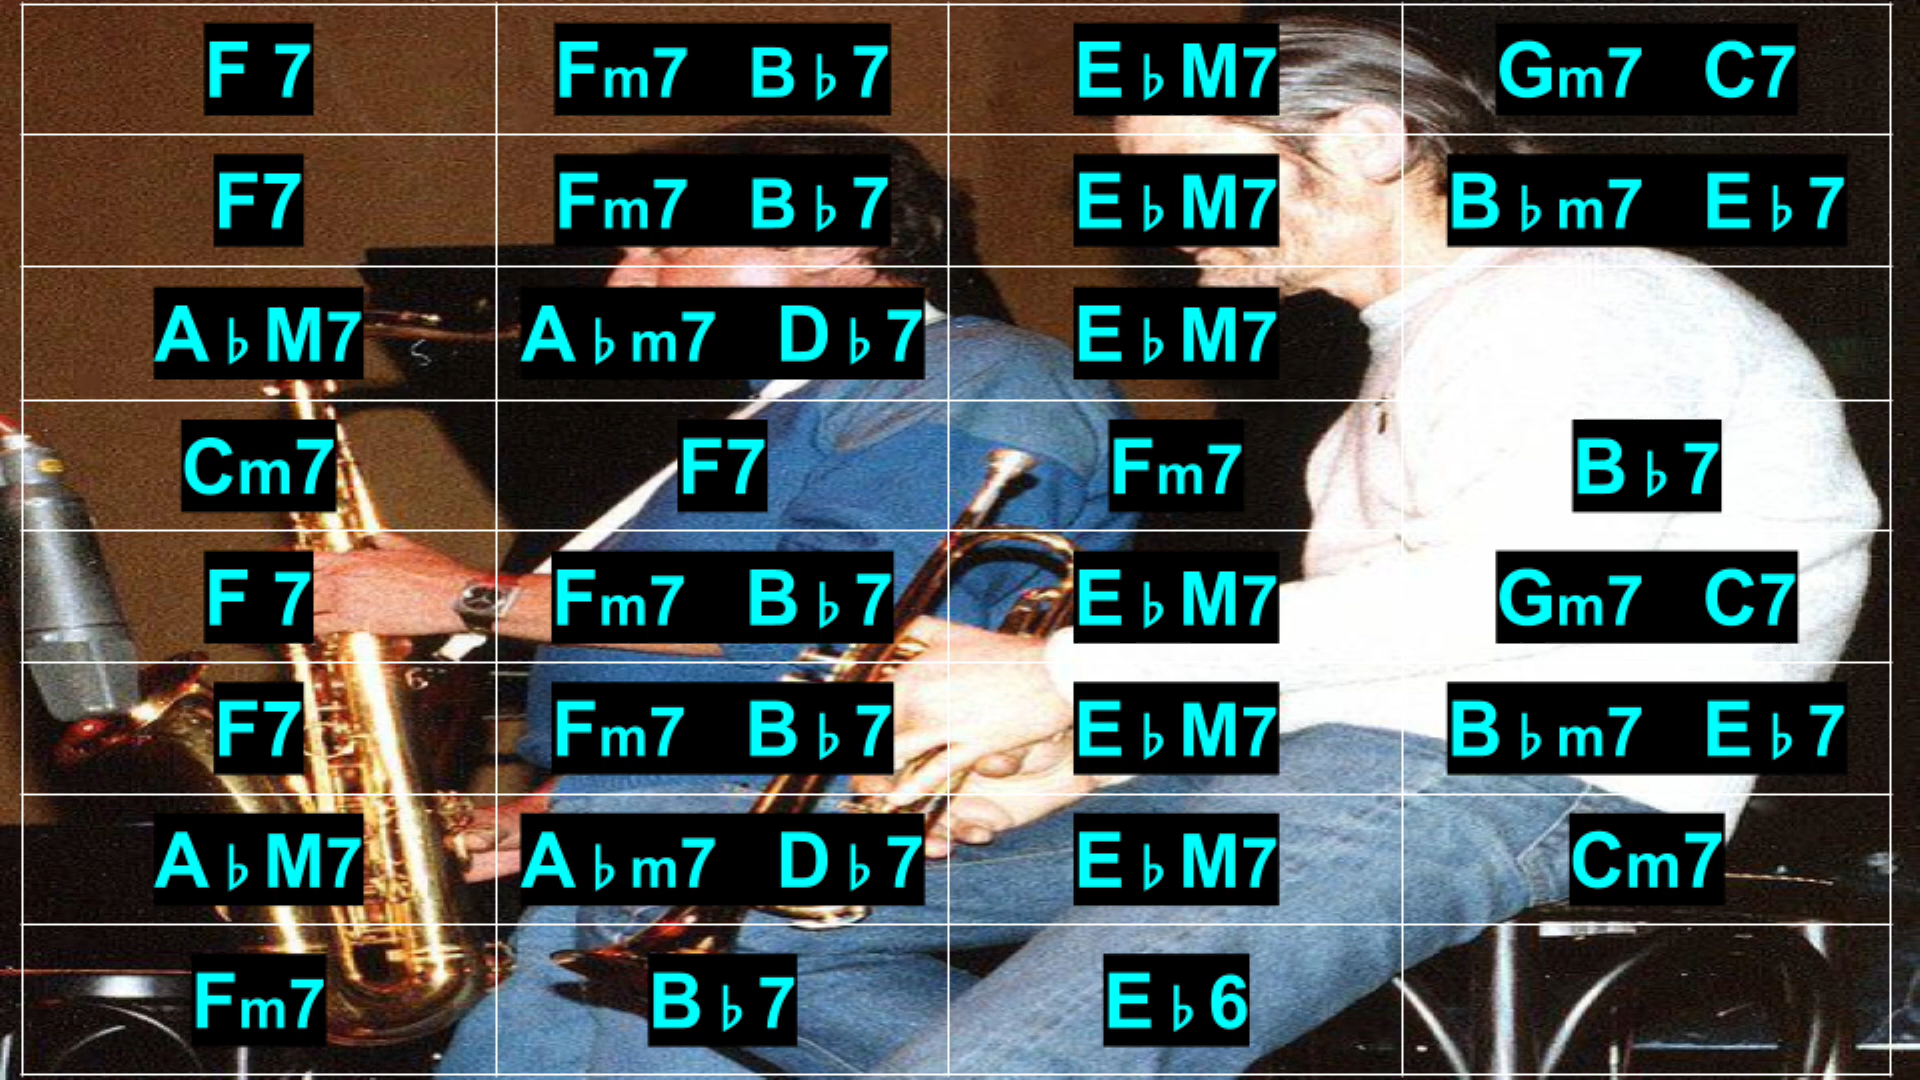 F 7 Fm7 B♭7 E♭M7 Gm7 C7
F7 Fm7 B♭7 E♭M7 B♭m7 E♭7
A♭M7 A♭m7 D♭7 E♭M7
Cm7 F7 Fm7 B♭7
F 7 Fm7 B♭7 E♭M7 Gm7 C7
F7 Fm7 B♭7 E♭M7 B♭m7 E♭7
A♭M7 A♭m7 D♭7 E♭M7 Cm7
Fm7 B♭7 E♭6